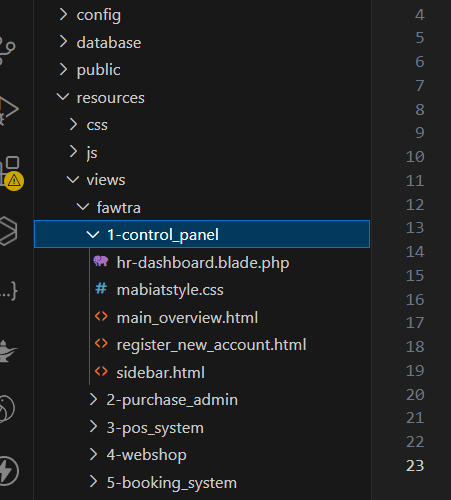 config
database
public
resources
css
js
views
fawtra
1-control_panel
hr-dashboard.blade.php
# mabiatstyle.css
<> main_overview.html
<> register_new_account.html
<> sidebar.html
2-purchase_admin
3-pos_system
4-webshop
5-booking_system
4
5
6
7
8
9
10
11
12
13
14
15
16
17
18
19
20
21
22
23